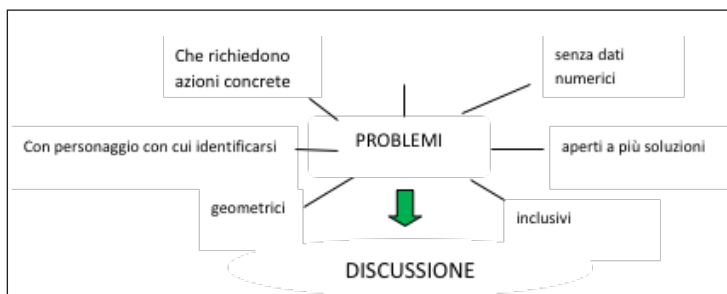 Che richiedono
azioni concrete
senza dati
numerici
Con personaggio con cui identificarsi
PROBLEMI
aperti a più soluzioni
geometrici
inclusivi
DISCUSSIONE